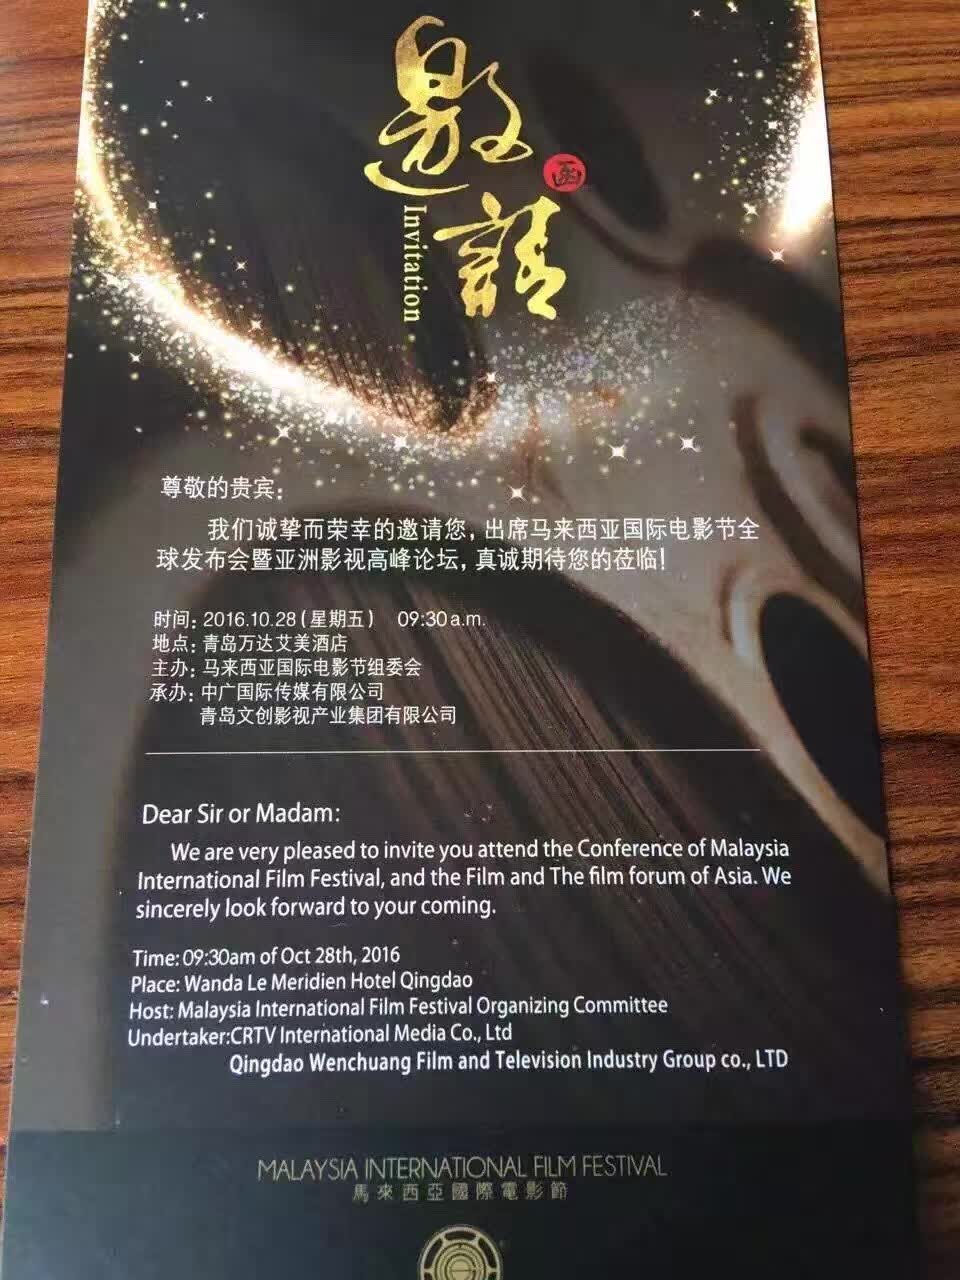 邀請
函
Invitation
尊敬的贵宾：
我们诚挚而荣幸的邀请您，出席马来西亚国际电影节全
球发布会暨亚洲影视高峰论坛，真诚期待您的莅临！
时间：2016.10.28（星期五） 09:30 a.m.
地点：青岛万达艾美酒店
主办：马来西亚国际电影节组委会
承办：中广国际传媒有限公司
青岛文创影视产业集团有限公司
Dear Sir or Madam:
We are very pleased to invite you attend the Conference of Malaysia
International Film Festival, and the Film and The film forum of Asia. We
sincerely look forward to your coming.
Time: 09:30am of Oct 28th, 2016
Place: Wanda Le Meridien Hotel Qingdao
Host: Malaysia International Film Festival Organizing Committee
Undertaker:CRTV International Media Co., Ltd
Qingdao Wenchuang Film and Television Industry Group co., LTD
MALAYSIA INTERNATIONAL FILM FESTIVAL
馬來西亞國際電影節